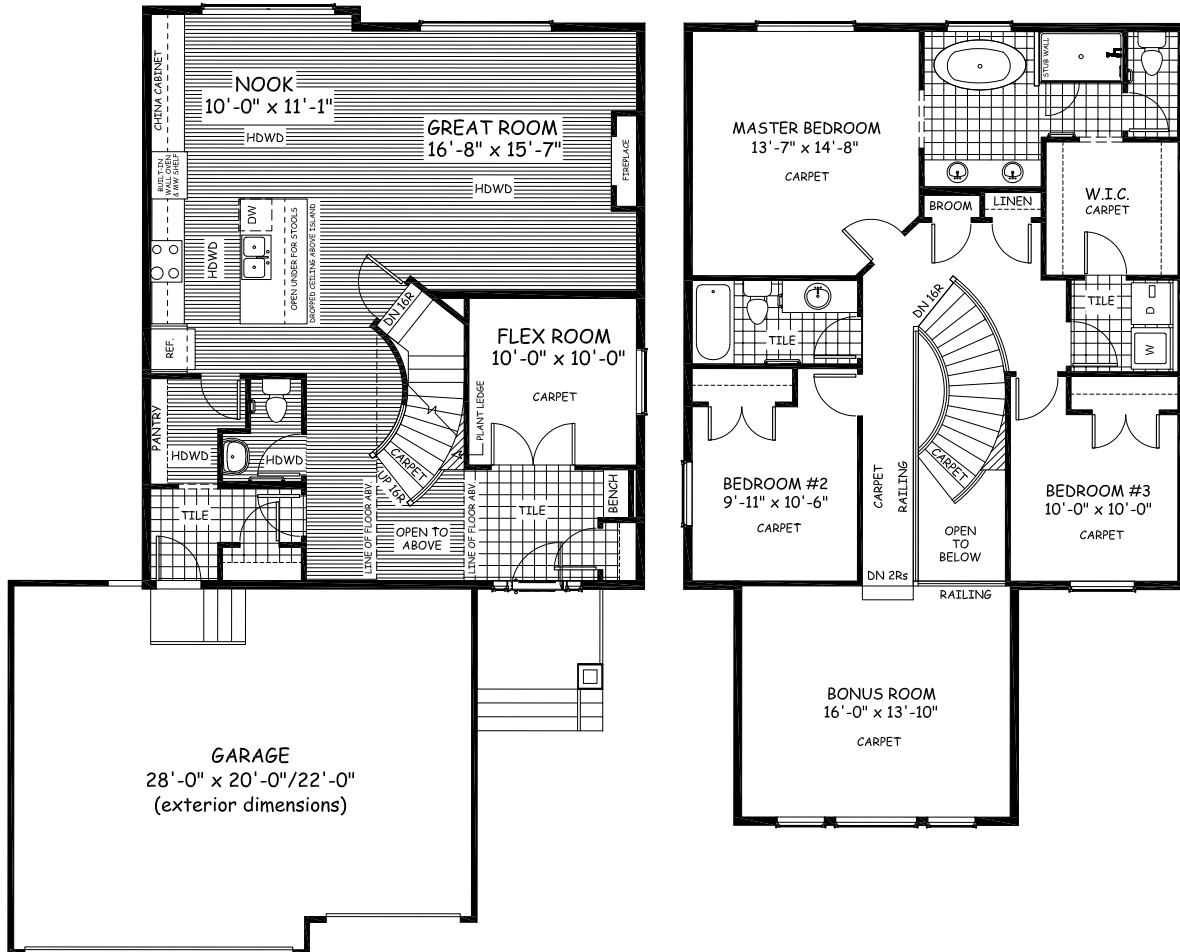 CHINA CABINET
NOOK
10'-0" x 11'-1"
HDWD
GREAT ROOM
16'-8" x 15'-7"
HDWD
FIREPLACE
BUILT-IN
WALL OVEN
& MW SHELF
DW
HDWD
OPEN UNDER FOR STOOLS
DROPPED CEILING ABOVE ISLAND
REF.
DN 16R
FLEX ROOM
10'-0" x 10'-0"
CARPET
PLANT LEDGE
PANTRY
HDWD
HDWD
CARPET
UP 16R
TILE
LINE OF FLOOR ABV.
OPEN TO
ABOVE
LINE OF FLOOR ABV.
TILE
BENCH
GARAGE
28'-0" x 20'-0"/22'-0"
(exterior dimensions)
MASTER BEDROOM
13'-7" x 14'-8"
CARPET
STUB WALL
BROOM
LINEN
W.I.C.
CARPET
TILE
DN 16R
TILE
D
W
BEDROOM #2
9'-11" x 10'-6"
CARPET
CARPET
RAILING
CARPET
OPEN
TO
BELOW
BEDROOM #3
10'-0" x 10'-0"
CARPET
DN 2Rs
RAILING
BONUS ROOM
16'-0" x 13'-10"
CARPET